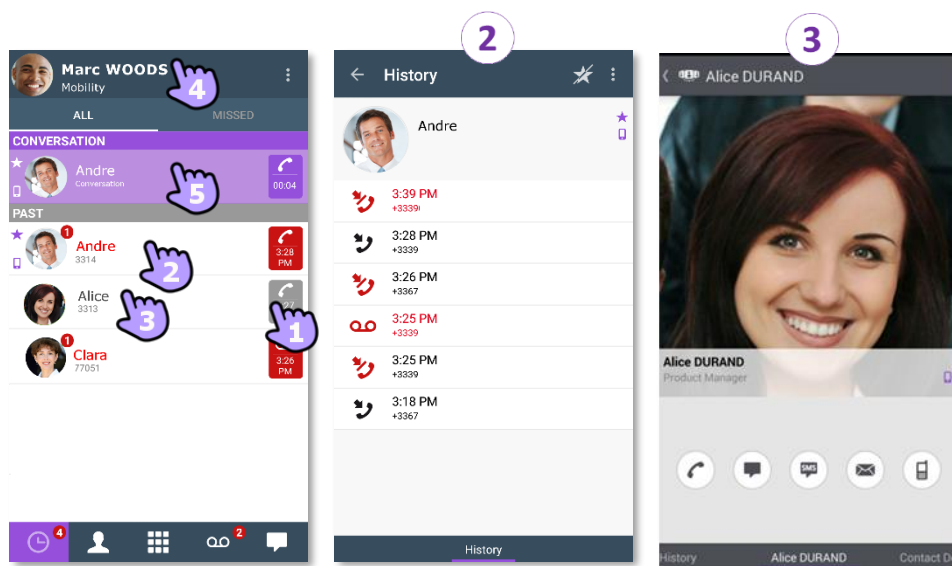 2
3
Marc WOODS
Mobility
4
ALL
MISSED
CONVERSATION
Andre
Conversation
5
00:04
PAST
1
Andre
3314
2
3:28
PM
Alice
3313
3
1
1
Clara
77051
3:26
PM
4
2
History
Andre
3:39 PM
+3339
3:28 PM
+3339
3:26 PM
+3367
3:25 PM
+3339
3:25 PM
+3339
3:18 PM
+3367
History
Alice DURAND
Alice DURAND
Product Manager
SMS
History
Alice DURAND
Contact D